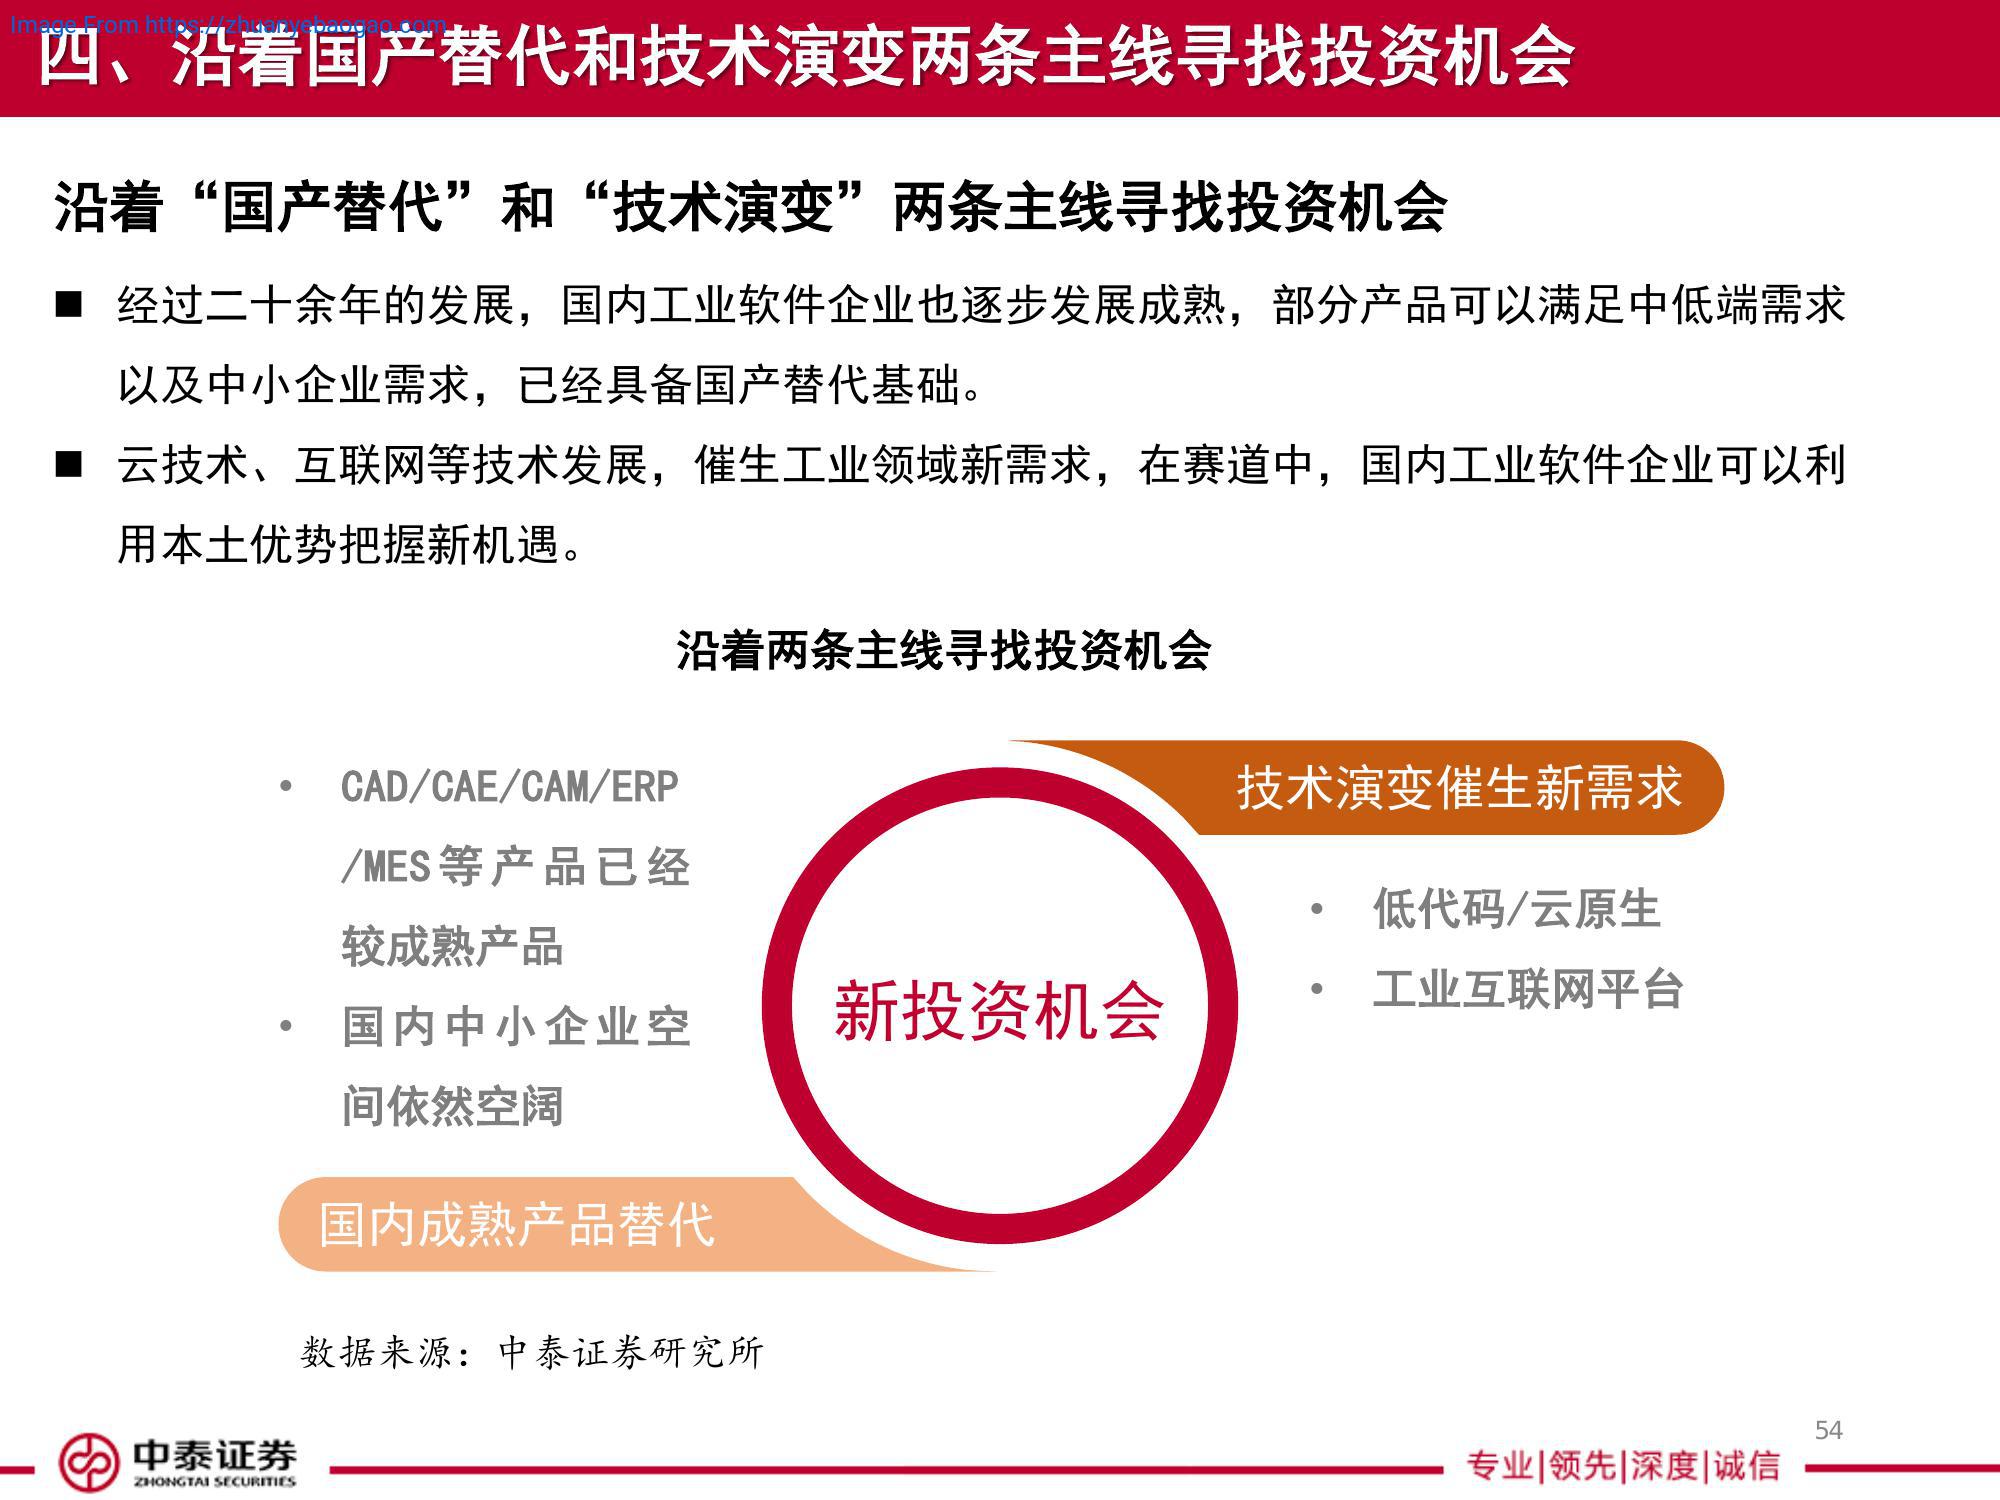 Image From https://zhuanyebaogao.com
四、沿着国产替代和技术演变两条主线寻找投资机会
沿着“国产替代”和“技术演变”两条主线寻找投资机会
■ 经过二十余年的发展，国内工业软件企业也逐步发展成熟，部分产品可以满足中低端需求
以及中小企业需求，已经具备国产替代基础。
■ 云技术、互联网等技术发展，催生工业领域新需求，在赛道中，国内工业软件企业可以利
用本土优势把握新机遇。
沿着两条主线寻找投资机会
• CAD/CAE/CAM/ERP
/MES等产品已经
较成熟产品
• 国内中小企业空
间依然空阔
国内成熟产品替代
新投资机会
技术演变催生新需求
• 低代码/云原生
• 工业互联网平台
数据来源：中泰证券研究所
中泰证券
ZHONGTAI SECURITIES
专业|领先|深度|诚信
54